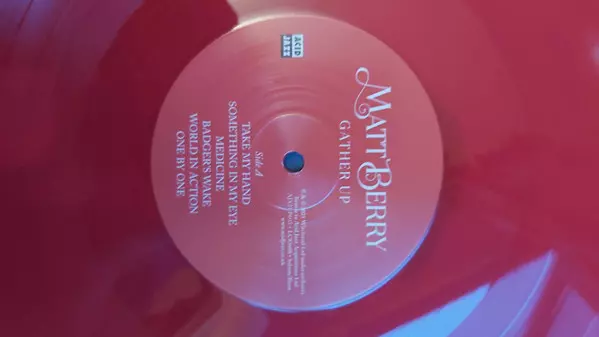 MATT BERRY
GATHER UP
ACID
JAZZ
Side A
TAKE MY HAND
SOMETHING IN MY EYE
MEDICINE
BADGER'S WAKE
WORLD IN ACTION
ONE BY ONE